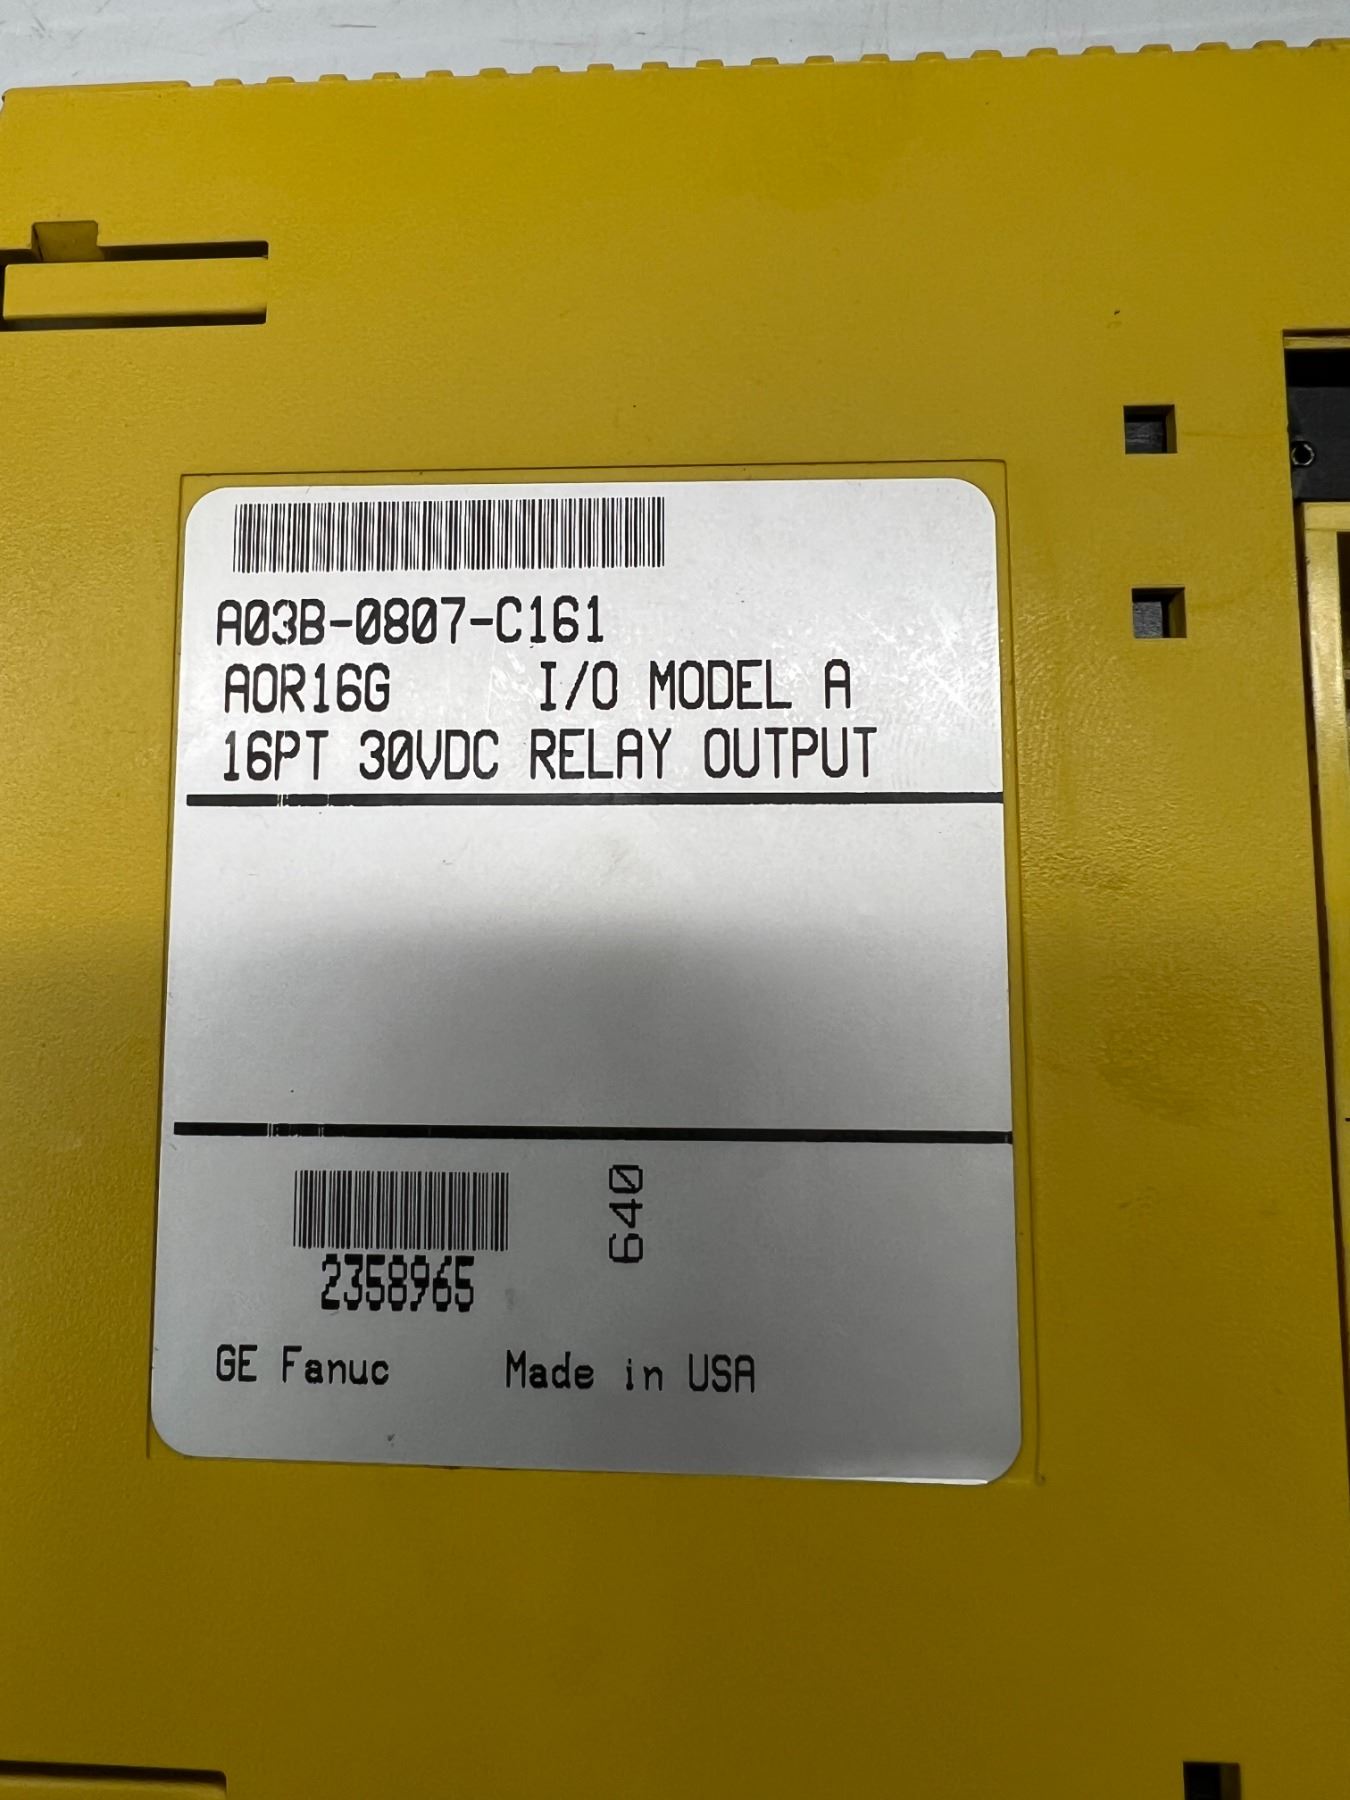 A03B-0807-C161
AOR16G I/O MODEL A
16PT 30VDC RELAY OUTPUT
640
2358965
GE Fanuc Made in USA